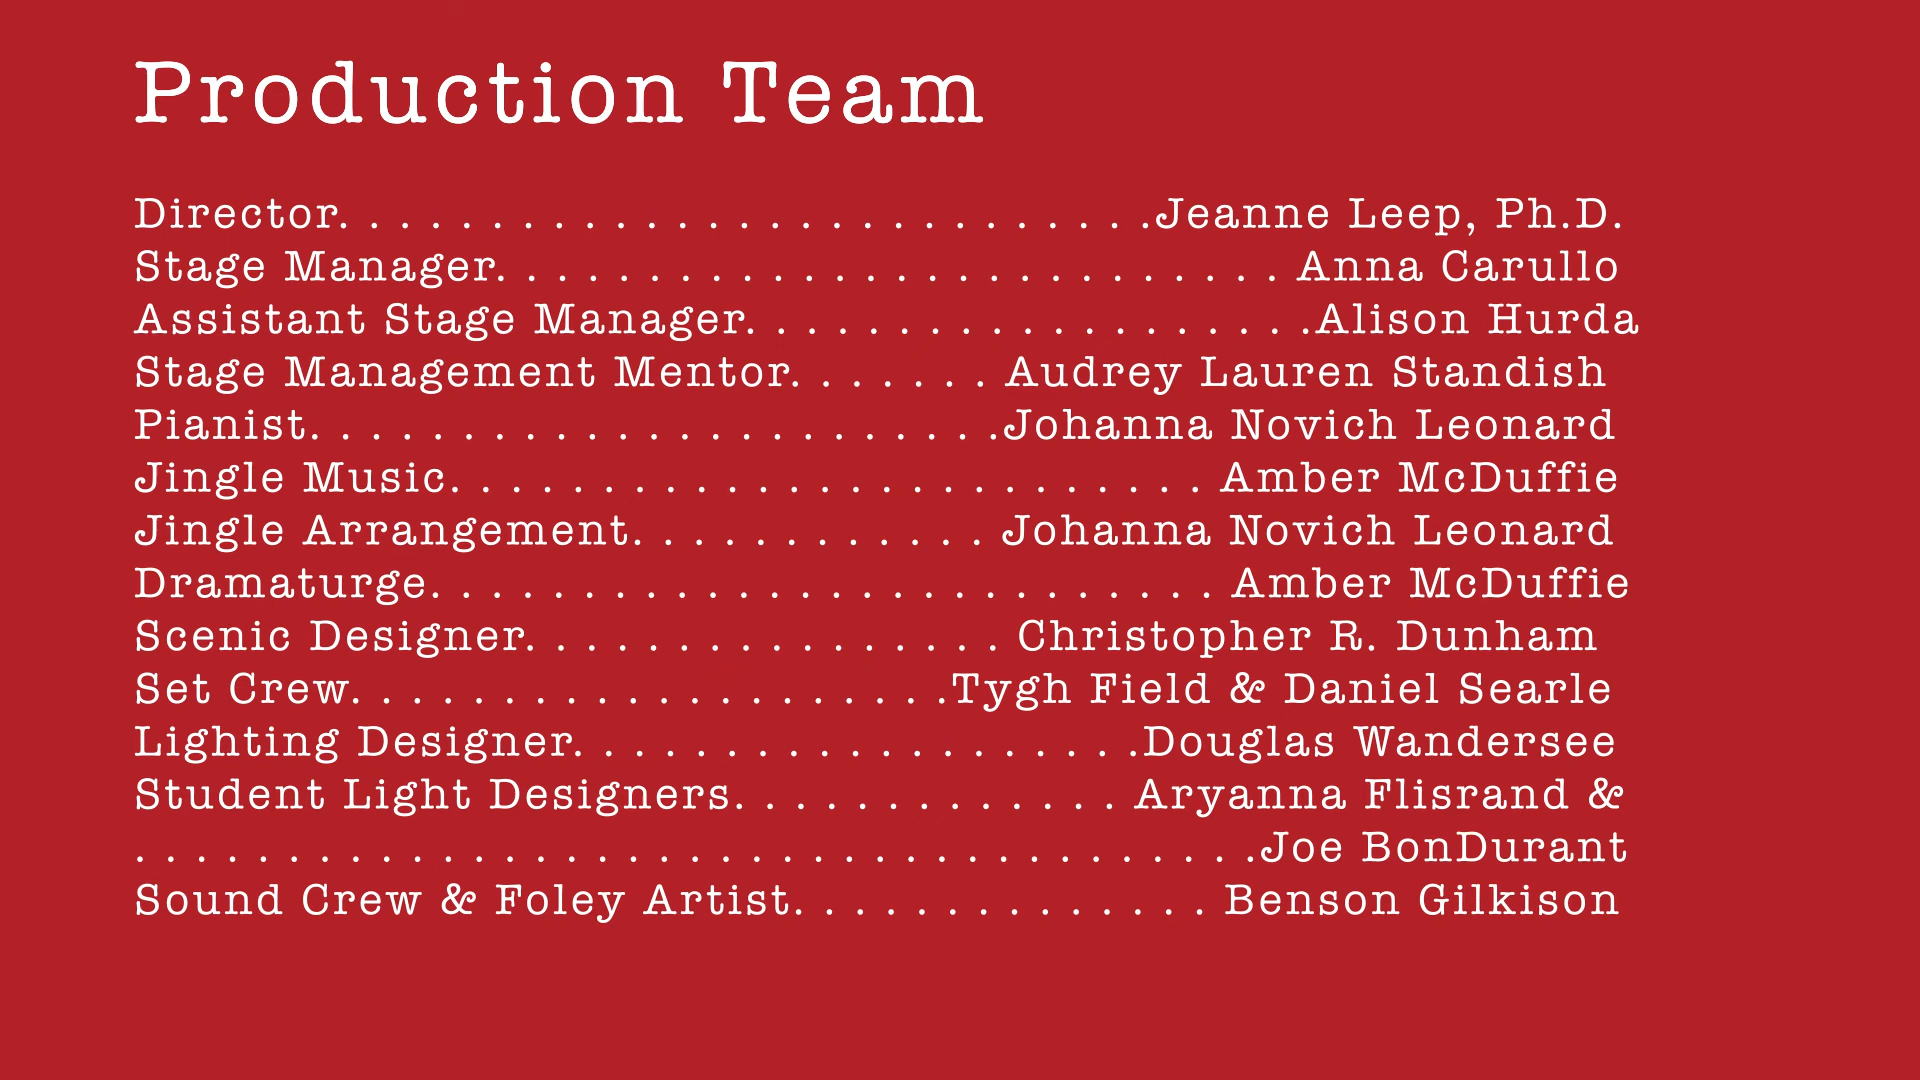 Production Team
Director. . . . . . . . . . . . . . . . . . . . . . . . . . .Jeanne Leep, Ph.D.
Stage Manager. . . . . . . . . . . . . . . . . . . . . . . . . . Anna Carullo
Assistant Stage Manager. . . . . . . . . . . . . . . . . . .Alison Hurda
Stage Management Mentor. . . . . . . Audrey Lauren Standish
Pianist. . . . . . . . . . . . . . . . . . . . . . .Johanna Novich Leonard
Jingle Music. . . . . . . . . . . . . . . . . . . . . . . . . Amber McDuffie
Jingle Arrangement. . . . . . . . . . . . Johanna Novich Leonard
Dramaturge. . . . . . . . . . . . . . . . . . . . . . . . . . Amber McDuffie
Scenic Designer. . . . . . . . . . . . . . . . Christopher R. Dunham
Set Crew. . . . . . . . . . . . . . . . . . . .Tygh Field & Daniel Searle
Lighting Designer. . . . . . . . . . . . . . . . . . .Douglas Wandersee
Student Light Designers. . . . . . . . . . . . . Aryanna Flisrand &
. . . . . . . . . . . . . . . . . . . . . . . . . . . . . . . . . . . . .Joe BonDurant
Sound Crew & Foley Artist. . . . . . . . . . . . . . Benson Gilkison